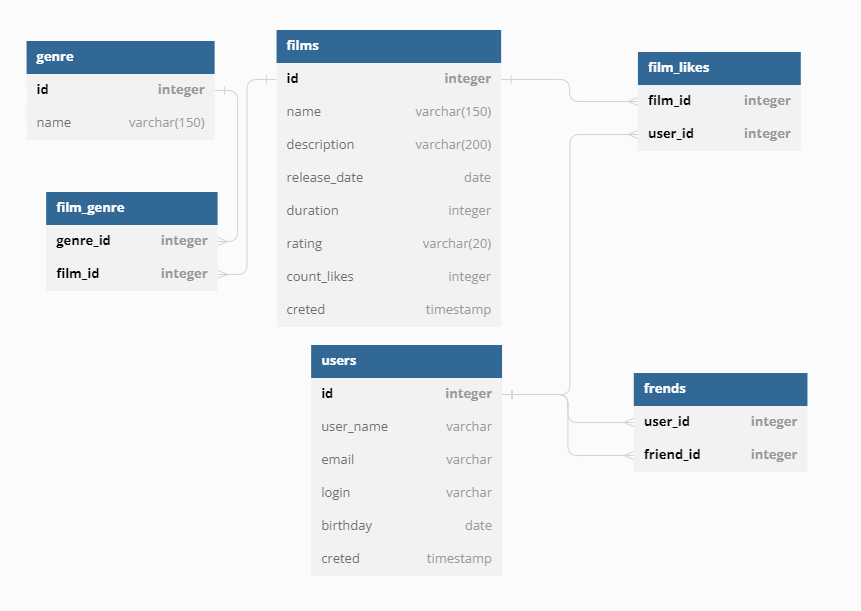 genre
id integer
name varchar(150)
film_genre
genre_id integer
film_id integer
films
id integer
name varchar(150)
description varchar(200)
release_date date
duration integer
rating varchar(20)
count_likes integer
creted timestamp
users
id integer
user_name varchar
email varchar
login varchar
birthday date
creted timestamp
film_likes
film_id integer
user_id integer
frends
user_id integer
friend_id integer